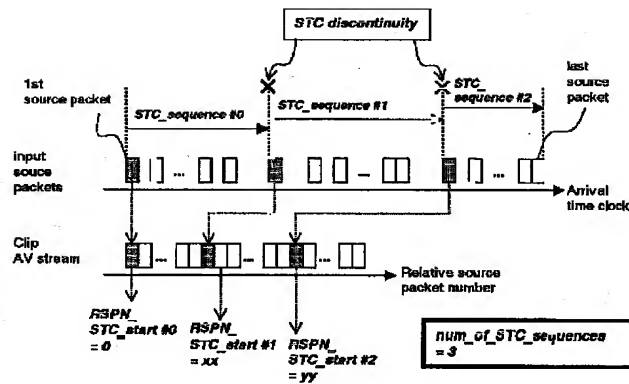 STC discontinuity
1st
source packet
last
source
packet
STC_sequence #0
STC_sequence #1
STC_
sequence #2
input
souce
packets
...
...
...
...
Arrival
time clock
Clip
AV stream
...
...
...
Relative source
packet number
RSPN_
STC_start #0
= 0
RSPN_
STC_start #1
= xx
RSPN_
STC_start #2
= yy
num_of_STC_sequences
= 3